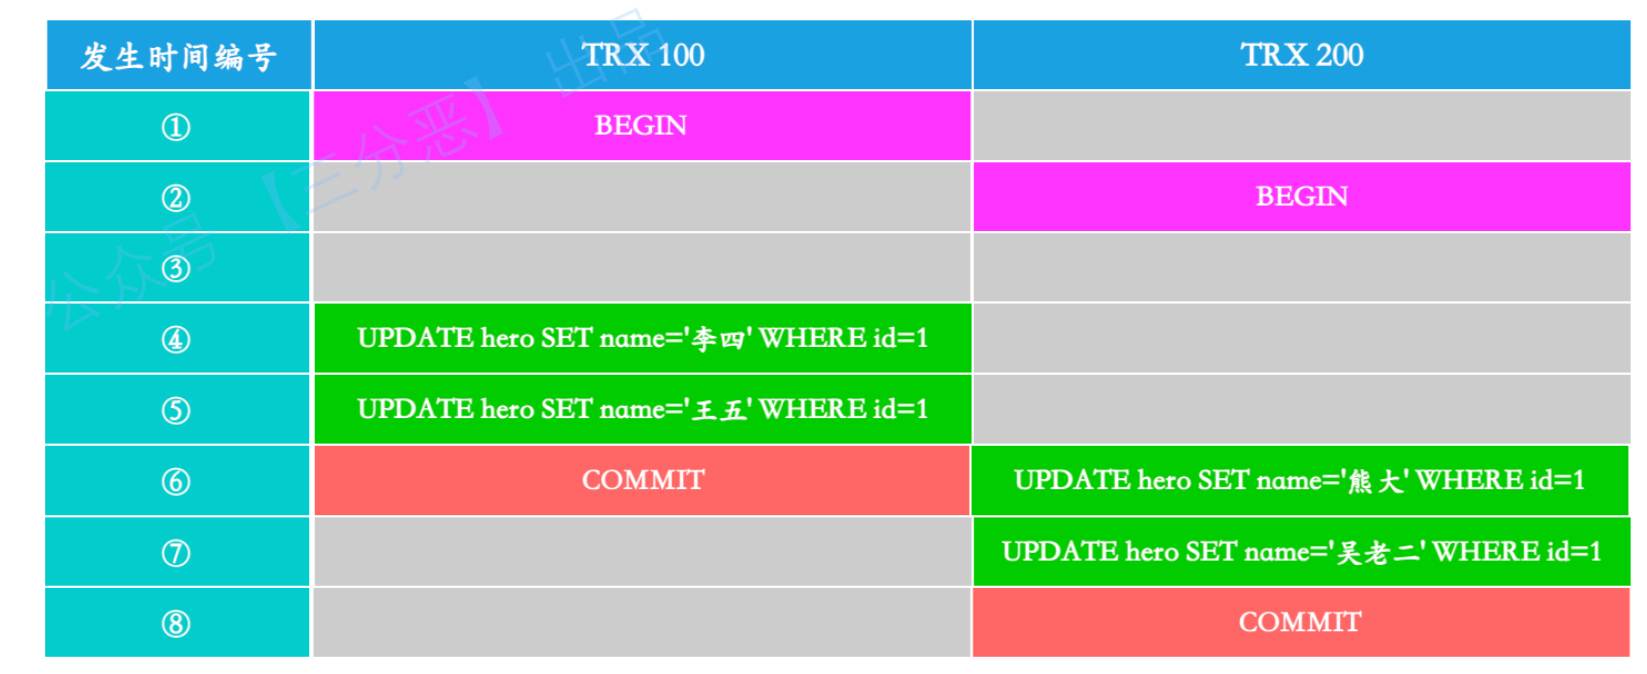 发生时间编号 TRX 100 TRX 200
① BEGIN
② BEGIN
③
④ UPDATE hero SET name='李四' WHERE id=1
⑤ UPDATE hero SET name='王五' WHERE id=1
⑥ COMMIT UPDATE hero SET name='熊大' WHERE id=1
⑦ UPDATE hero SET name='吴老二' WHERE id=1
⑧ COMMIT
公众号【三分恶】出品